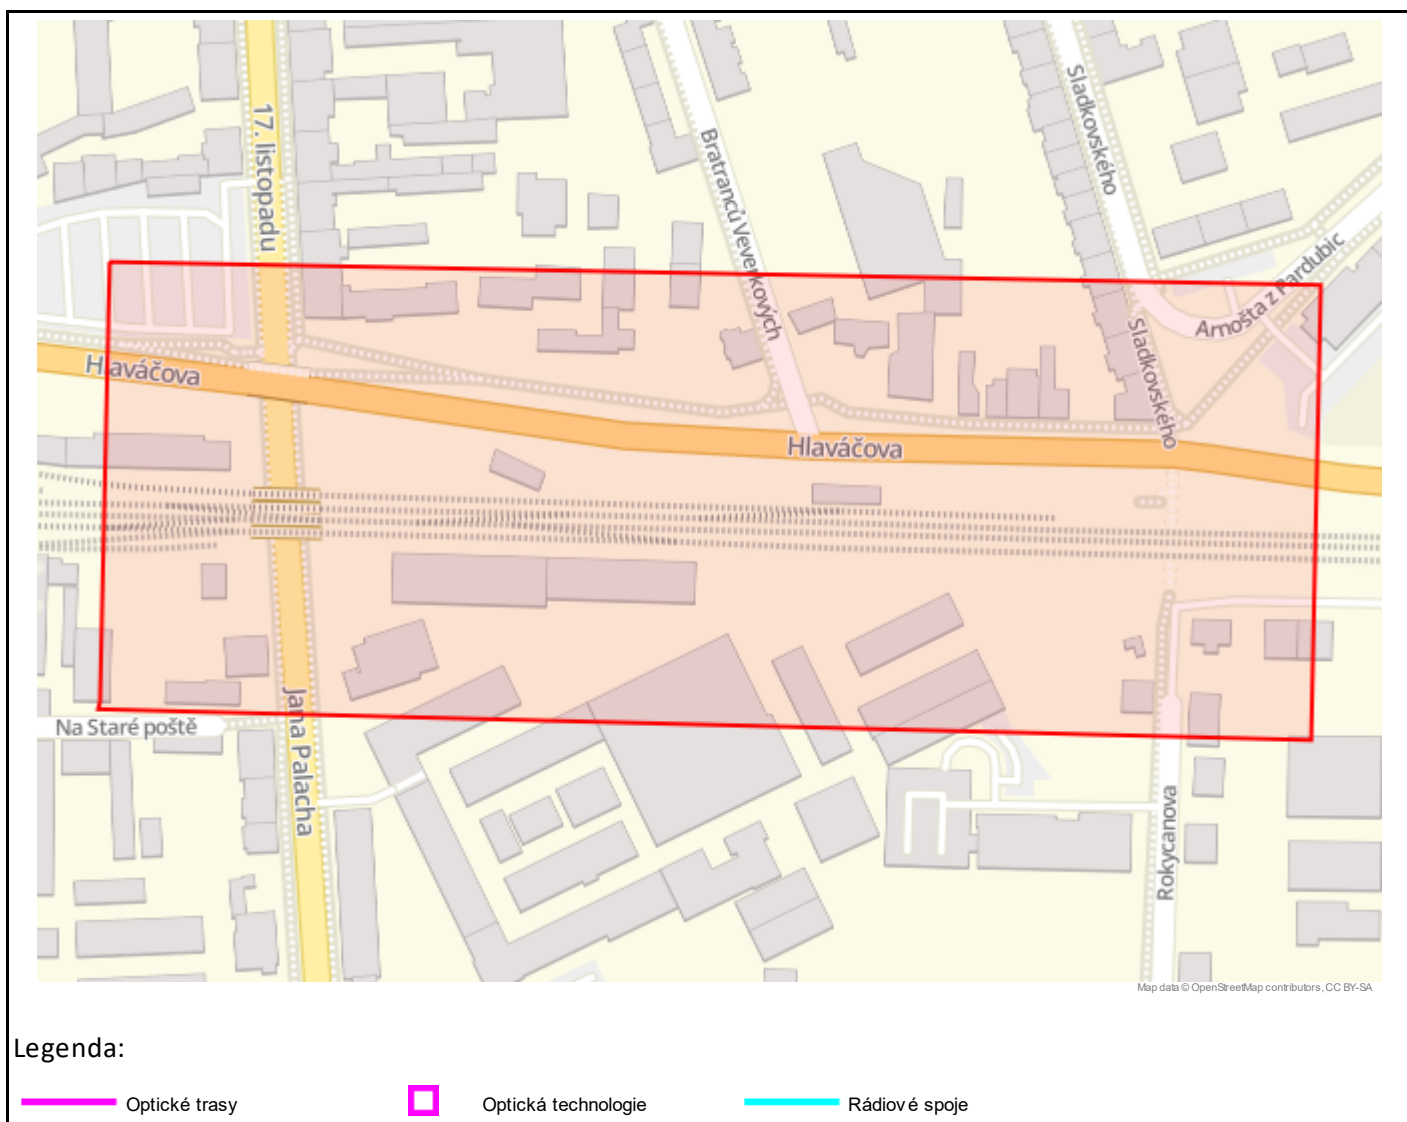 17. listopadu
Bratranců Veverkových
Sladkovského
Arnošta z Pardubic
Sladkovského
Hlaváčova
Hlaváčova
Jana Palacha
Na Staré poště
Rokycanova
Map data © OpenStreetMap contributors, CC BY-SA
Legenda:
Optické trasy
Optická technologie
Rádiové spoje